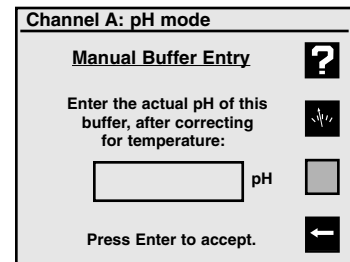 Channel A: pH mode
Manual Buffer Entry
?
Enter the actual pH of this
buffer, after correcting
for temperature:
pH
Press Enter to accept.